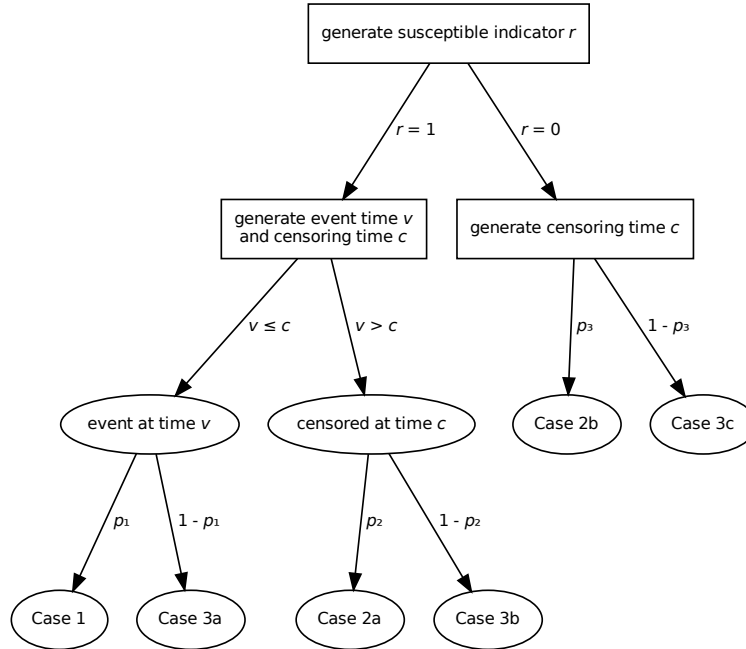 generate susceptible indicator r
r = 1
r = 0
generate event time v
and censoring time c
generate censoring time c
v ≤ c
v > c
p₃
1 - p₃
event at time v
censored at time c
Case 2b
Case 3c
p₁
1 - p₁
p₂
1 - p₂
Case 1
Case 3a
Case 2a
Case 3b